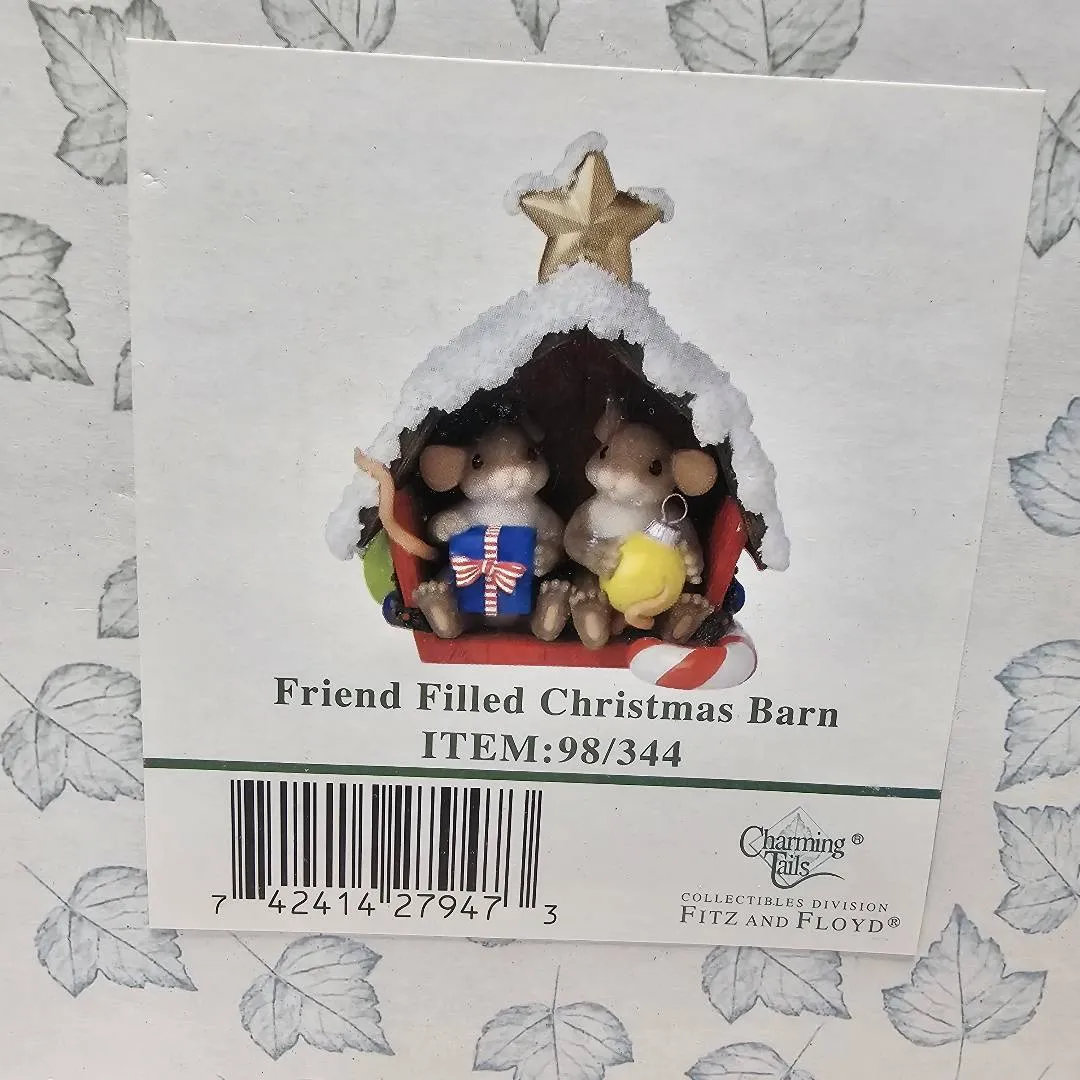 Friend Filled Christmas Barn
ITEM:98/344
7 42414 27947 3
Charming ®
Tails
COLLECTIBLES DIVISION
FITZ AND FLOYD®